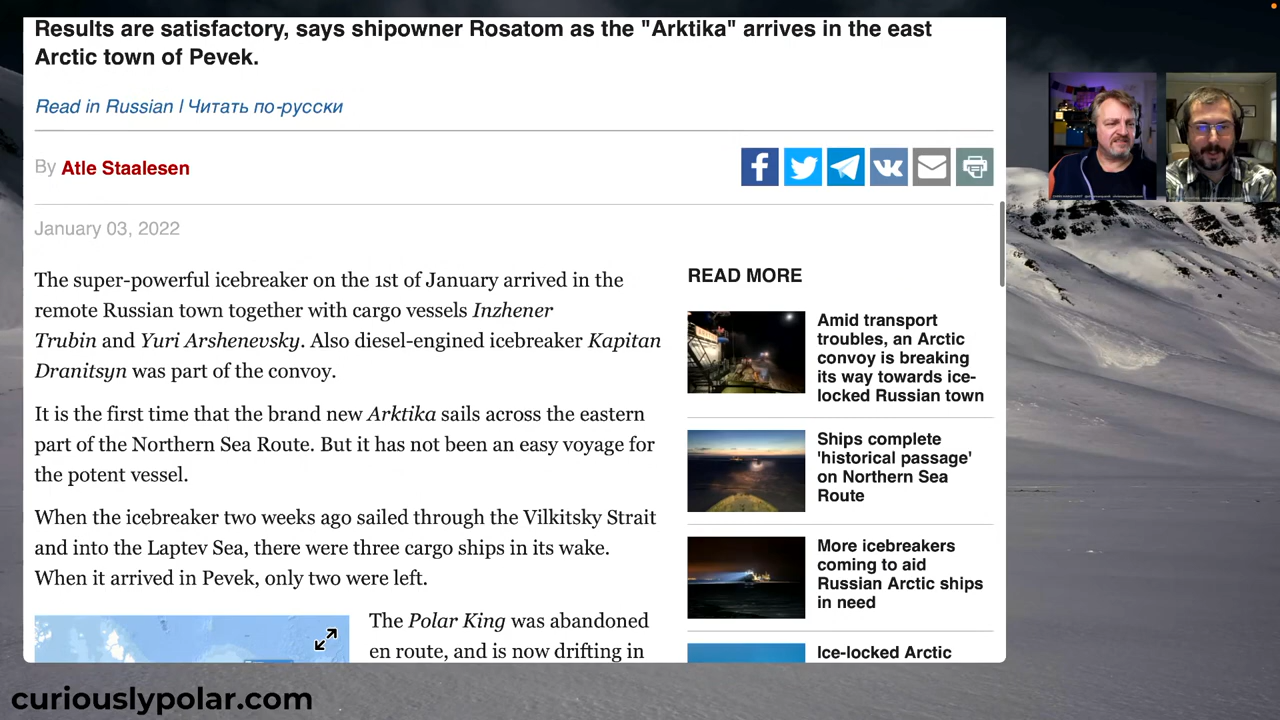 Results are satisfactory, says shipowner Rosatom as the "Arktika" arrives in the east
Arctic town of Pevek.
Read in Russian | Читать по-русски
By Atle Staalesen
January 03, 2022
The super-powerful icebreaker on the 1st of January arrived in the
remote Russian town together with cargo vessels Inzhener
Trubin and Yuri Arshenevsky. Also diesel-engined icebreaker Kapitan
Dranitsyn was part of the convoy.
It is the first time that the brand new Arktika sails across the eastern
part of the Northern Sea Route. But it has not been an easy voyage for
the potent vessel.
When the icebreaker two weeks ago sailed through the Vilkitsky Strait
and into the Laptev Sea, there were three cargo ships in its wake.
When it arrived in Pevek, only two were left.
The Polar King was abandoned
en route, and is now drifting in
READ MORE
Amid transport
troubles, an Arctic
convoy is breaking
its way towards ice-
locked Russian town
Ships complete
'historical passage'
on Northern Sea
Route
More icebreakers
coming to aid
Russian Arctic ships
in need
Ice-locked Arctic
curiouslypolar.com